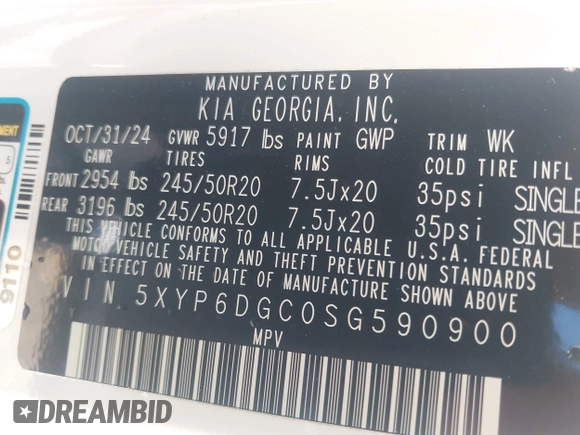 MANUFACTURED BY
KIA GEORGIA, INC.
OCT/31/24 GVWR 5917 lbs PAINT GWP TRIM WK
GAWR TIRES RIMS COLD TIRE INFL
FRONT 2954 lbs 245/50R20 7.5Jx20 35psi SINGLE
REAR 3196 lbs 245/50R20 7.5Jx20 35psi SINGLE
THIS VEHICLE CONFORMS TO ALL APPLICABLE U.S.A. FEDERAL
MOTOR VEHICLE SAFETY AND THEFT PREVENTION STANDARDS
IN EFFECT ON THE DATE OF MANUFACTURE SHOWN ABOVE
VIN 5XYP6DGC0SG590900
MPV
9110
5
DREAMBID